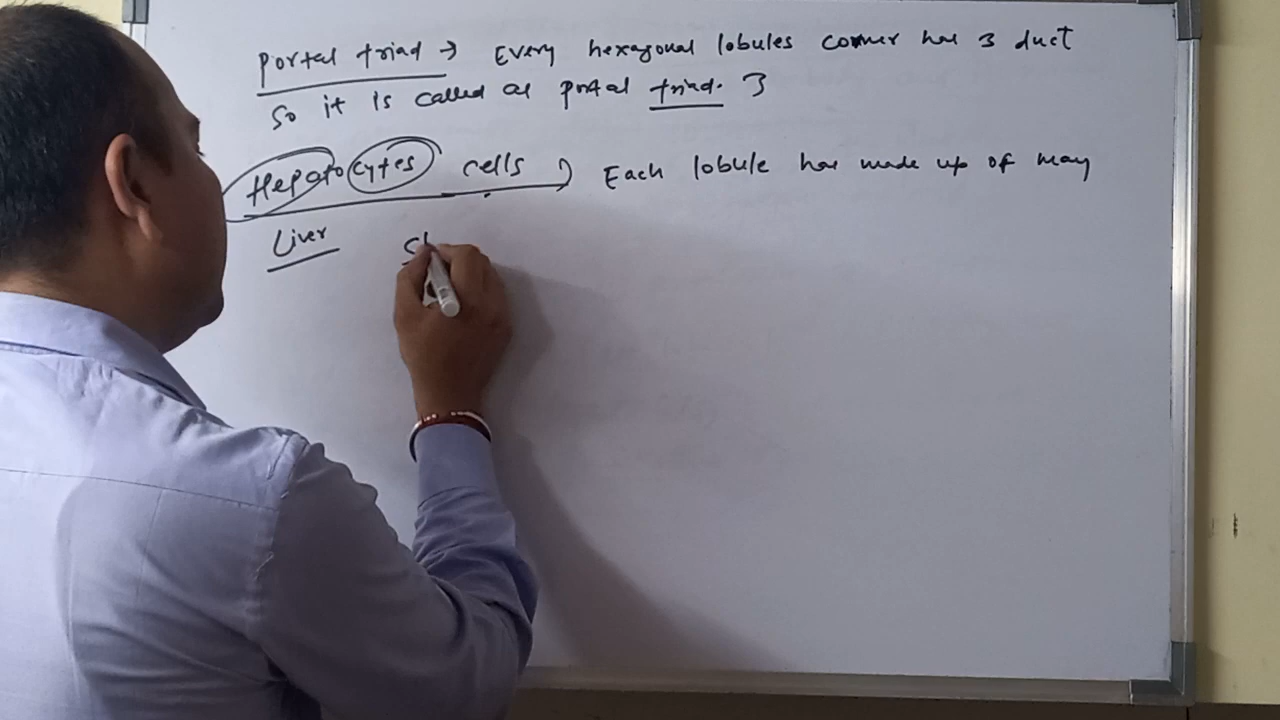 Portal triad → Every hexagonal lobules corner has 3 duct
So it is called as portal triad. 3
Hepatocytes cells → Each lobule has made up of many
Liver